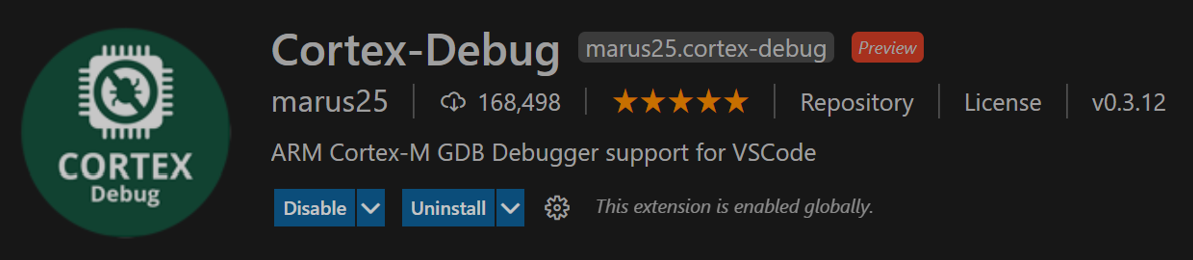 CORTEX
Debug
Cortex-Debug marus25.cortex-debug Preview
marus25 168,498 Repository License v0.3.12
ARM Cortex-M GDB Debugger support for VSCode
Disable Uninstall This extension is enabled globally.